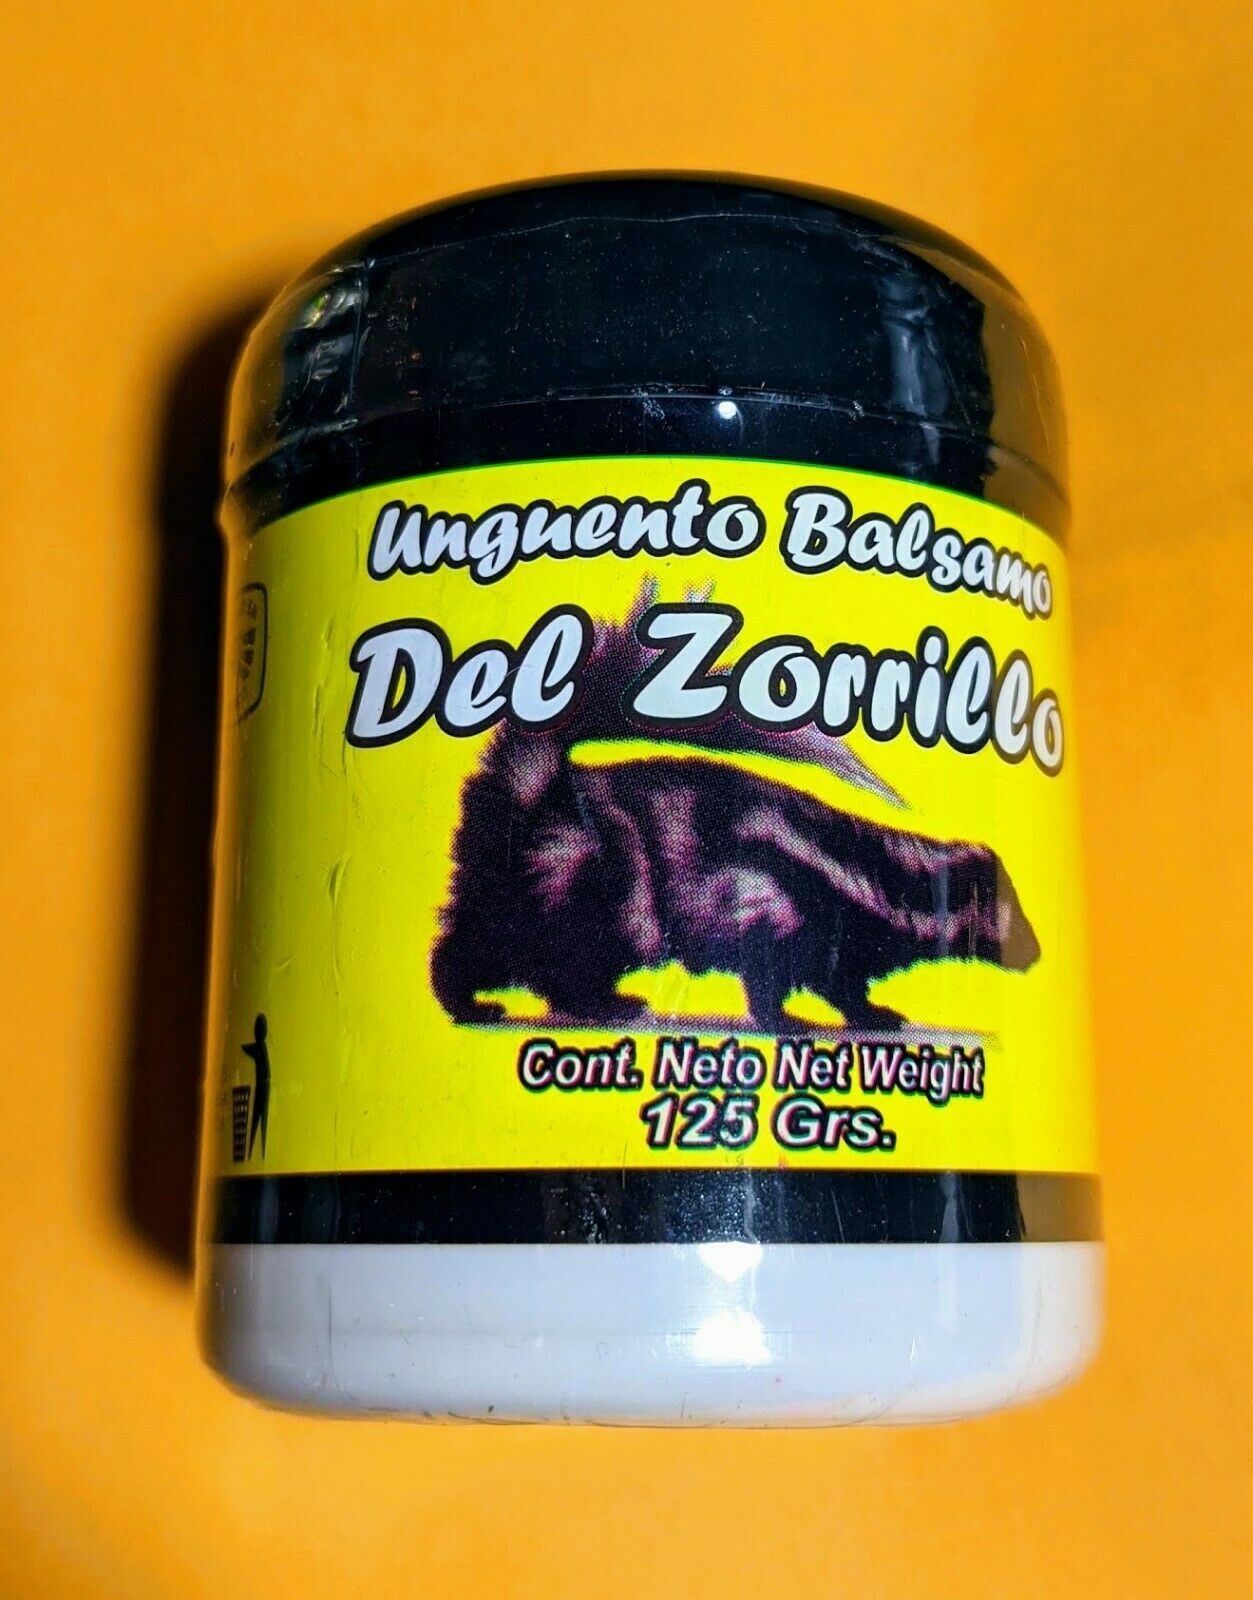 Unguento Balsamo
Del Zorrillo
Cont. Neto Net Weight
125 Grs.